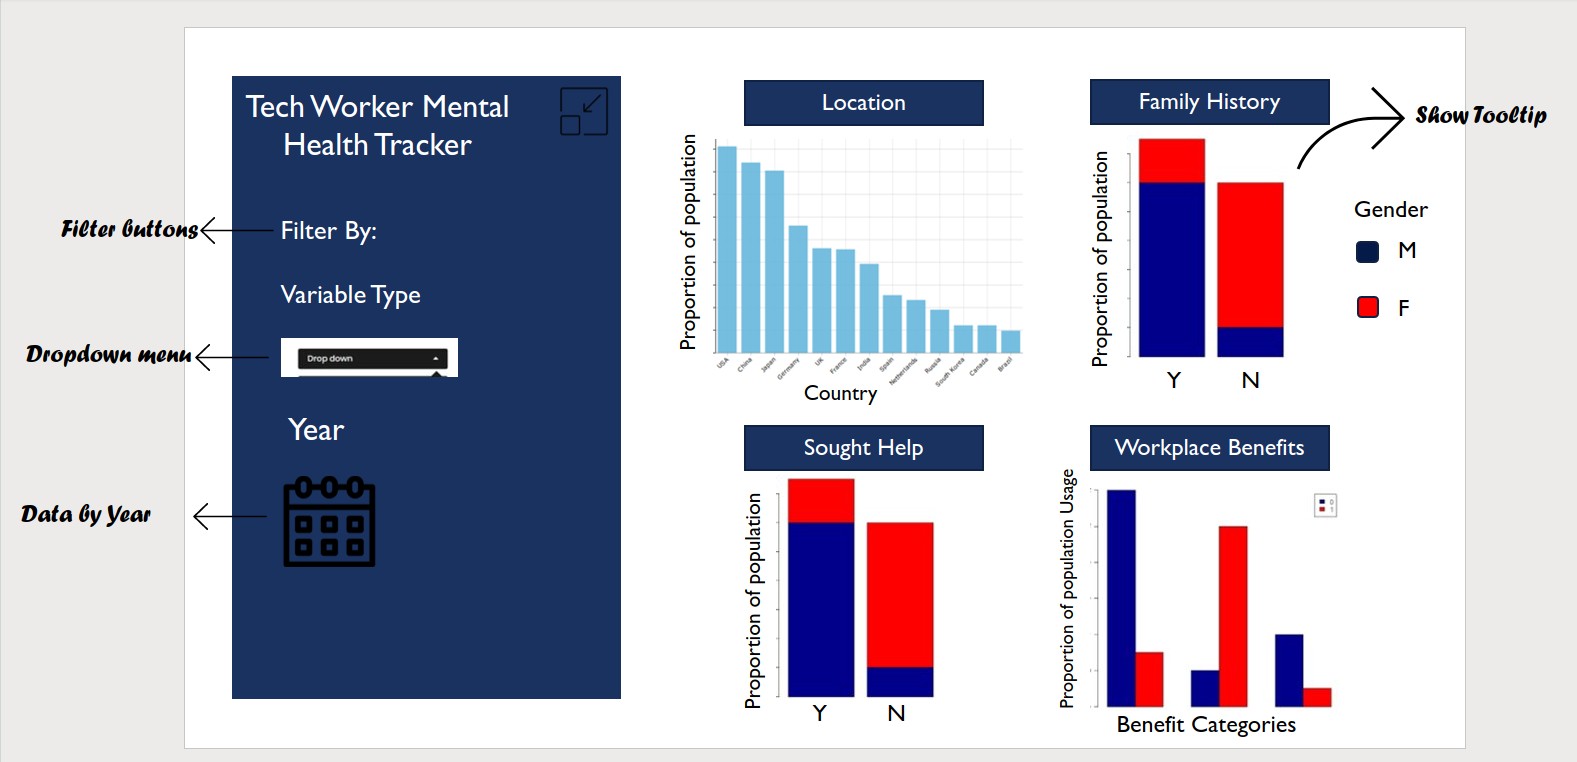 Tech Worker Mental
Health Tracker
Filter buttons
Filter By:
Variable Type
Dropdown menu
Drop down
Year
Data by Year
Location
Proportion of population
USA
China
Japan
Germany
UK
France
India
Spain
Netherlands
Russia
South Korea
Canada
Brazil
Country
Family History
Show Tooltip
Proportion of population
Y N
Gender
M
F
Sought Help
Proportion of population
Y N
Workplace Benefits
Proportion of population Usage
0
1
Benefit Categories